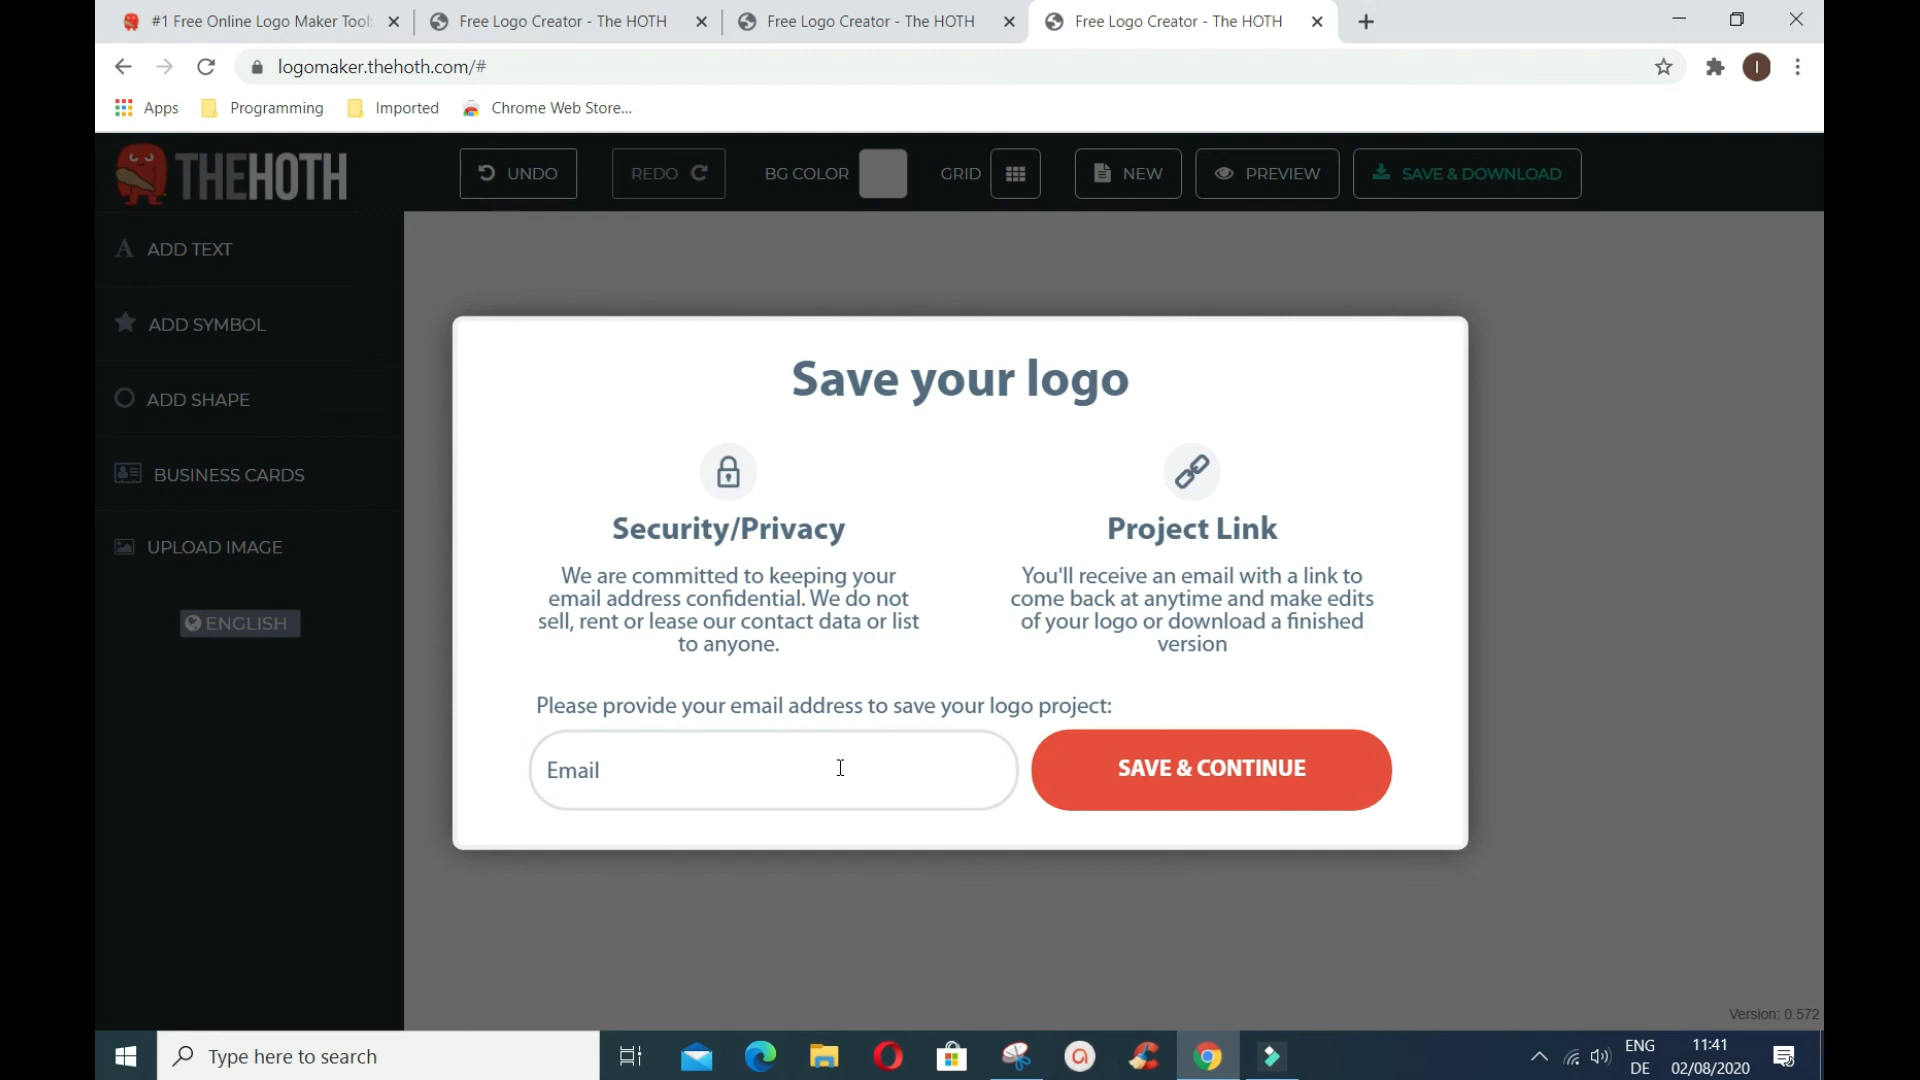 #1 Free Online Logo Maker Tool:
Free Logo Creator - The HOTH
Free Logo Creator - The HOTH
Free Logo Creator - The HOTH
logomaker.thehoth.com/#
Apps
Programming
Imported
Chrome Web Store...
THEHOTH
UNDO
REDO
BG COLOR
GRID
NEW
PREVIEW
SAVE & DOWNLOAD
ADD TEXT
ADD SYMBOL
ADD SHAPE
BUSINESS CARDS
UPLOAD IMAGE
ENGLISH
Save your logo
Security/Privacy
We are committed to keeping your
email address confidential. We do not
sell, rent or lease our contact data or list
to anyone.
Project Link
You'll receive an email with a link to
come back at anytime and make edits
of your logo or download a finished
version
Please provide your email address to save your logo project:
Email
SAVE & CONTINUE
Version: 0.572
Type here to search
ENG
DE
11:41
02/08/2020